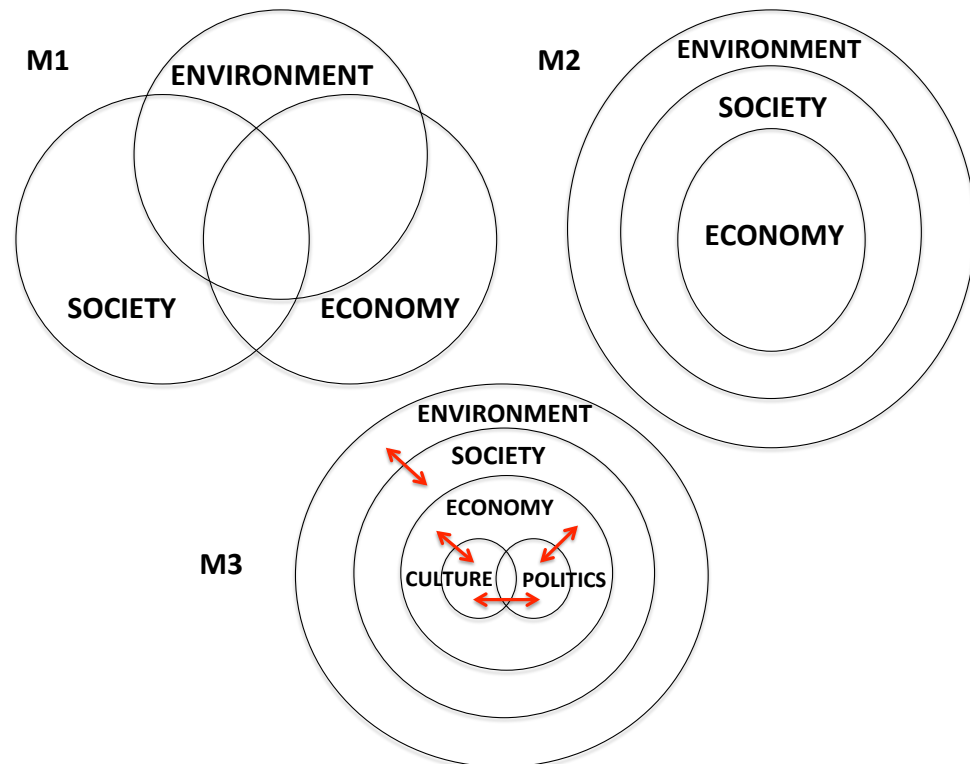 M1
ENVIRONMENT
SOCIETY
ECONOMY
M2
ENVIRONMENT
SOCIETY
ECONOMY
M3
ENVIRONMENT
SOCIETY
ECONOMY
CULTURE
POLITICS